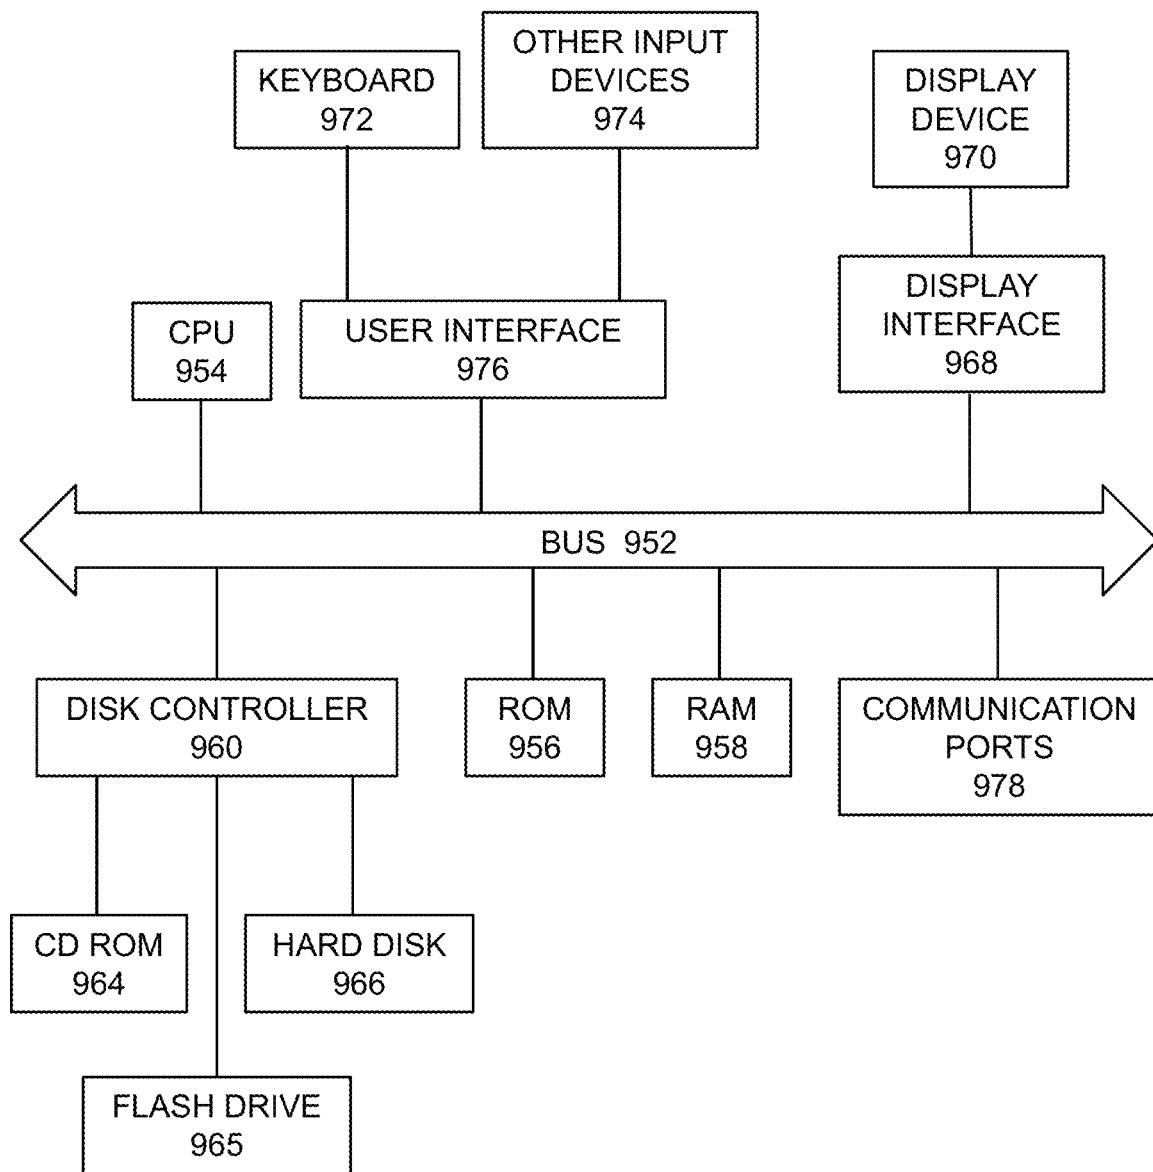 KEYBOARD
972
OTHER INPUT
DEVICES
974
DISPLAY
DEVICE
970
CPU
954
USER INTERFACE
976
DISPLAY
INTERFACE
968
BUS 952
DISK CONTROLLER
960
ROM
956
RAM
958
COMMUNICATION
PORTS
978
CD ROM
964
HARD DISK
966
FLASH DRIVE
965